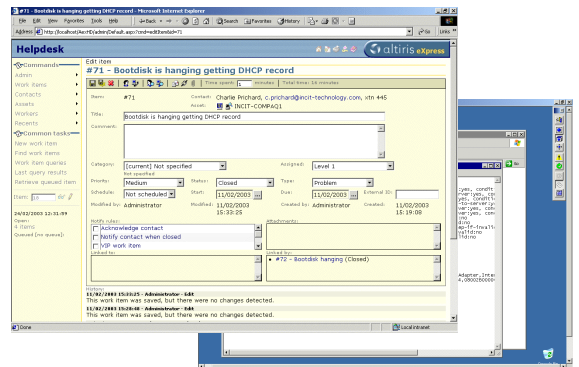 #71 - Bootdisk is hanging getting DHCP record - Microsoft Internet Explorer
File Edit View Favorites Tools Help
Back Search Favorites History
Address http://localhost/AexHD/admin/Default.aspx?cmd=editItem&id=71 Go Links
Helpdesk
altiris eXpress
Commands
Admin
Work items
Contacts
Assets
Workers
Recents
Common tasks
New work item
Find work items
Work item queries
Last query results
Retrieve queued item
Item:
24/02/2003 12:31:59
Open:
4 items
Queued [no queue]:
Edit item
#71 - Bootdisk is hanging getting DHCP record
Time spent: 1 minutes Total time: 16 minutes
Item: #71 Contact: Charlie Prichard, c.prichard@incit-technology.com, xtn 445
Asset: INCIT-COMPAQ1
Title: Bootdisk is hanging getting DHCP record
Comment:
Category: [current] Not specified Assigned: Level 1
Not specified
Priority: Medium Status: Closed Type: Problem
Schedule: Not scheduled Start: 11/02/2003 ... Due: 11/02/2003 ... External ID:
Modified by: Administrator Modified: 11/02/2003 15:33:25 Created by: Administrator Created: 11/02/2003 15:19:08
Notify rules: Attachments:
Acknowledge contact
Notify contact when closed
VIP work item
Linked to: Linked by:
#72 - Bootdisk hanging (Closed)
History:
11/02/2003 15:33:25 - Administrator - Edit
This work item was saved, but there were no changes detected.
11/02/2003 15:28:48 - Administrator - Edit
This work item was saved, but there were no changes detected.
Done Local intranet
Go